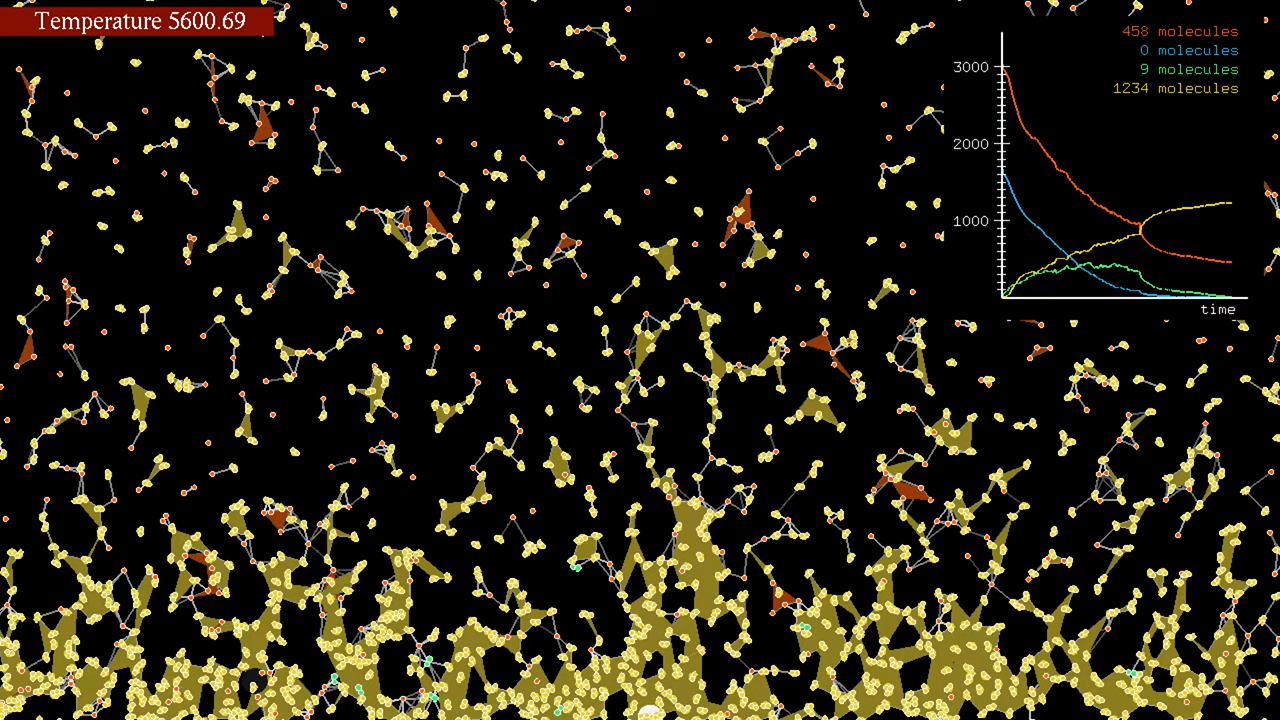 Temperature 5600.69
458 molecules
0 molecules
9 molecules
1234 molecules
3000
2000
1000
time